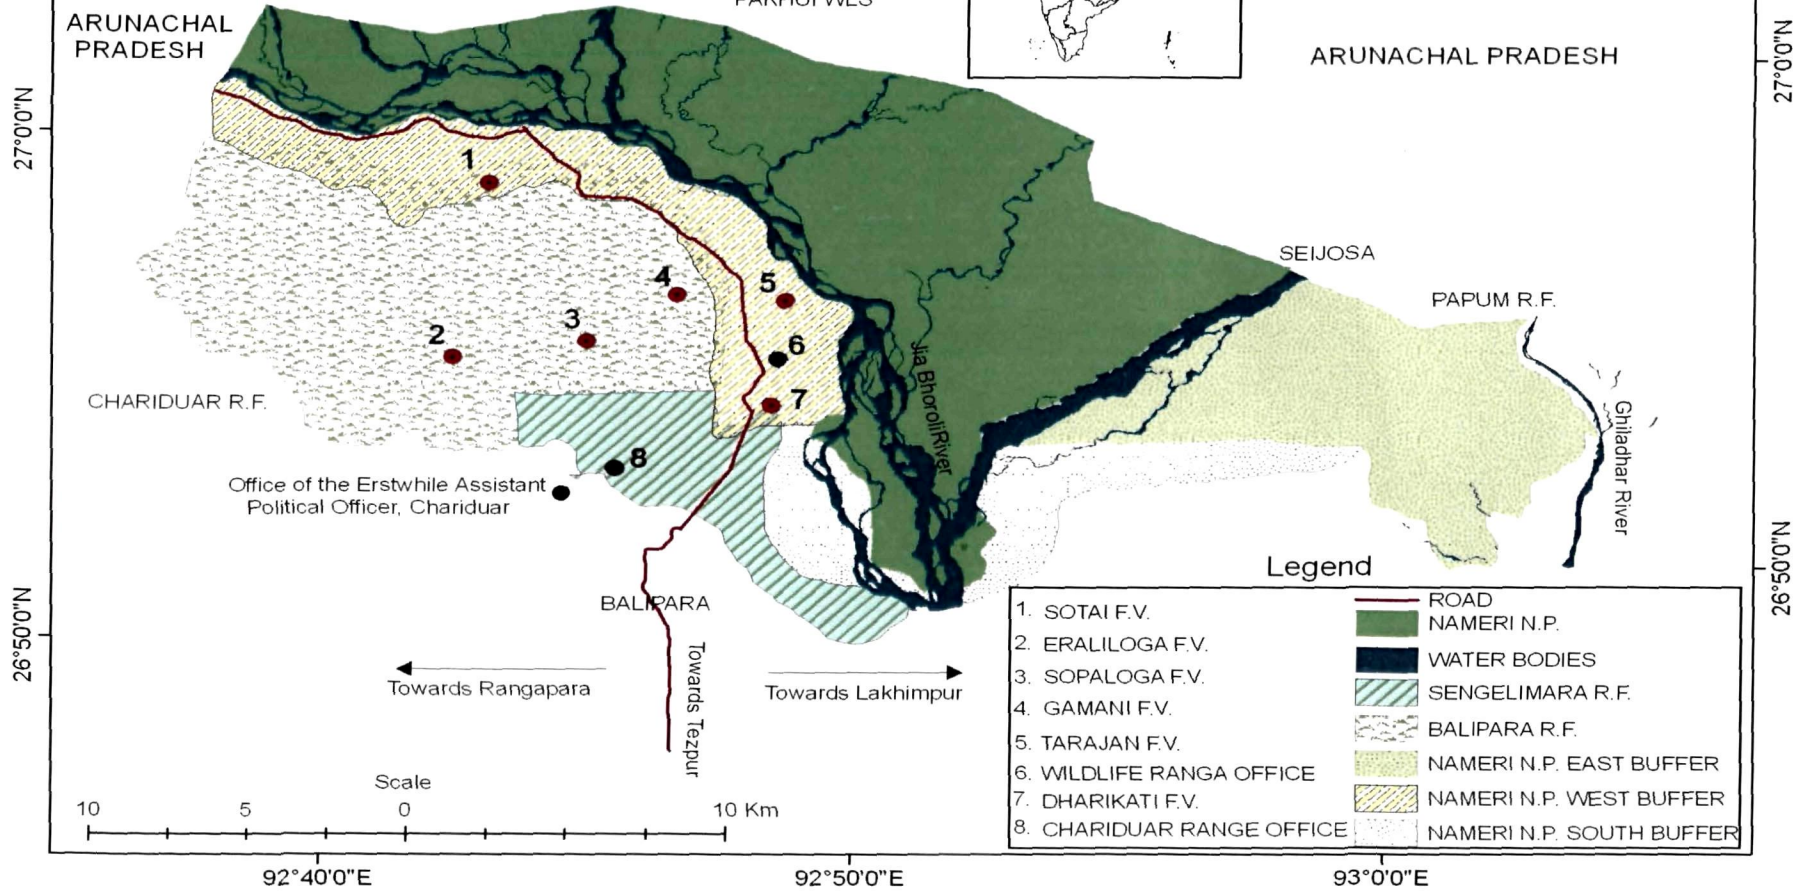 ARUNACHAL
PRADESH
ARUNACHAL PRADESH
27°0'0"N
27°0'0"N
1
SEIJOSA
4
5
PAPUM R.F.
3
2
6
Jia BhoroliRiver
CHARIDUAR R.F.
7
Ghiladhar River
8
Office of the Erstwhile Assistant
Political Officer, Chariduar
26°50'0"N
26°50'0"N
BALIPARA
Towards Rangapara
Towards Tezpur
Towards Lakhimpur
Scale
10 5 0 10 Km
Legend
1. SOTAI F.V.
2. ERALILOGA F.V.
3. SOPALOGA F.V.
4. GAMANI F.V.
5. TARAJAN F.V.
6. WILDLIFE RANGA OFFICE
7. DHARIKATI F.V.
8. CHARIDUAR RANGE OFFICE
ROAD
NAMERI N.P.
WATER BODIES
SENGELIMARA R.F.
BALIPARA R.F.
NAMERI N.P. EAST BUFFER
NAMERI N.P. WEST BUFFER
NAMERI N.P. SOUTH BUFFER
92°40'0"E
92°50'0"E
93°0'0"E